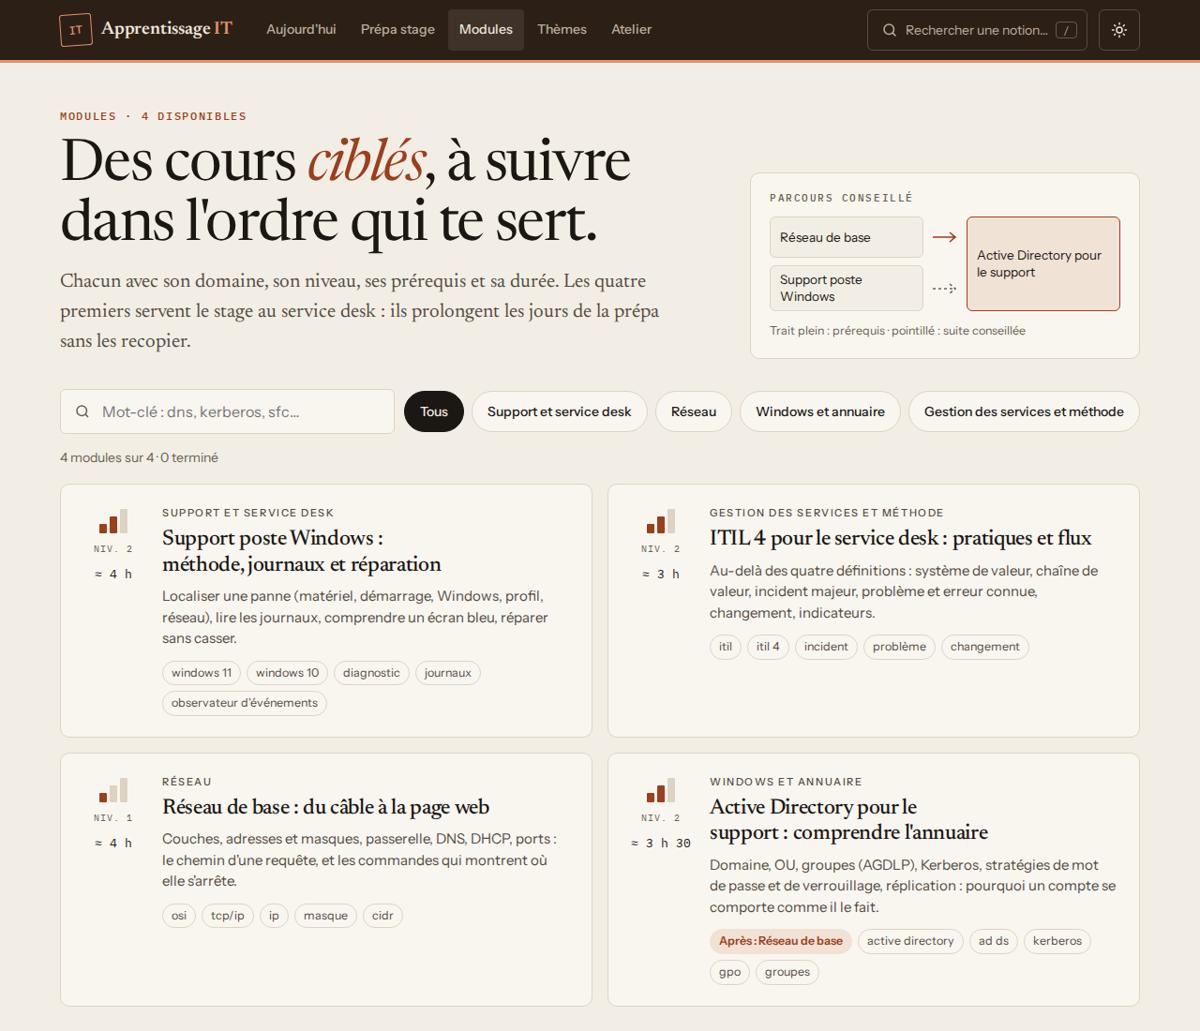 IT
Apprentissage IT
Aujourd'hui
Prépa stage
Modules
Thèmes
Atelier
Rechercher une notion…
/
MODULES · 4 DISPONIBLES
Des cours ciblés, à suivre
dans l'ordre qui te sert.
Chacun avec son domaine, son niveau, ses prérequis et sa durée. Les quatre
premiers servent le stage au service desk : ils prolongent les jours de la prépa
sans les recopier.
PARCOURS CONSEILLÉ
Réseau de base
Support poste
Windows
Active Directory pour
le support
Trait plein : prérequis · pointillé : suite conseillée
Mot-clé : dns, kerberos, sfc…
Tous
Support et service desk
Réseau
Windows et annuaire
Gestion des services et méthode
4 modules sur 4 · 0 terminé
NIV. 2
≈ 4 h
SUPPORT ET SERVICE DESK
Support poste Windows :
méthode, journaux et réparation
Localiser une panne (matériel, démarrage, Windows, profil,
réseau), lire les journaux, comprendre un écran bleu, réparer
sans casser.
windows 11
windows 10
diagnostic
journaux
observateur d'événements
NIV. 2
≈ 3 h
GESTION DES SERVICES ET MÉTHODE
ITIL 4 pour le service desk : pratiques et flux
Au-delà des quatre définitions : système de valeur, chaîne de
valeur, incident majeur, problème et erreur connue,
changement, indicateurs.
itil
itil 4
incident
problème
changement
NIV. 1
≈ 4 h
RÉSEAU
Réseau de base : du câble à la page web
Couches, adresses et masques, passerelle, DNS, DHCP, ports :
le chemin d'une requête, et les commandes qui montrent où
elle s'arrête.
osi
tcp/ip
ip
masque
cidr
NIV. 2
≈ 3 h 30
WINDOWS ET ANNUAIRE
Active Directory pour le
support : comprendre l'annuaire
Domaine, OU, groupes (AGDLP), Kerberos, stratégies de mot
de passe et de verrouillage, réplication : pourquoi un compte se
comporte comme il le fait.
Après : Réseau de base
active directory
ad ds
kerberos
gpo
groupes